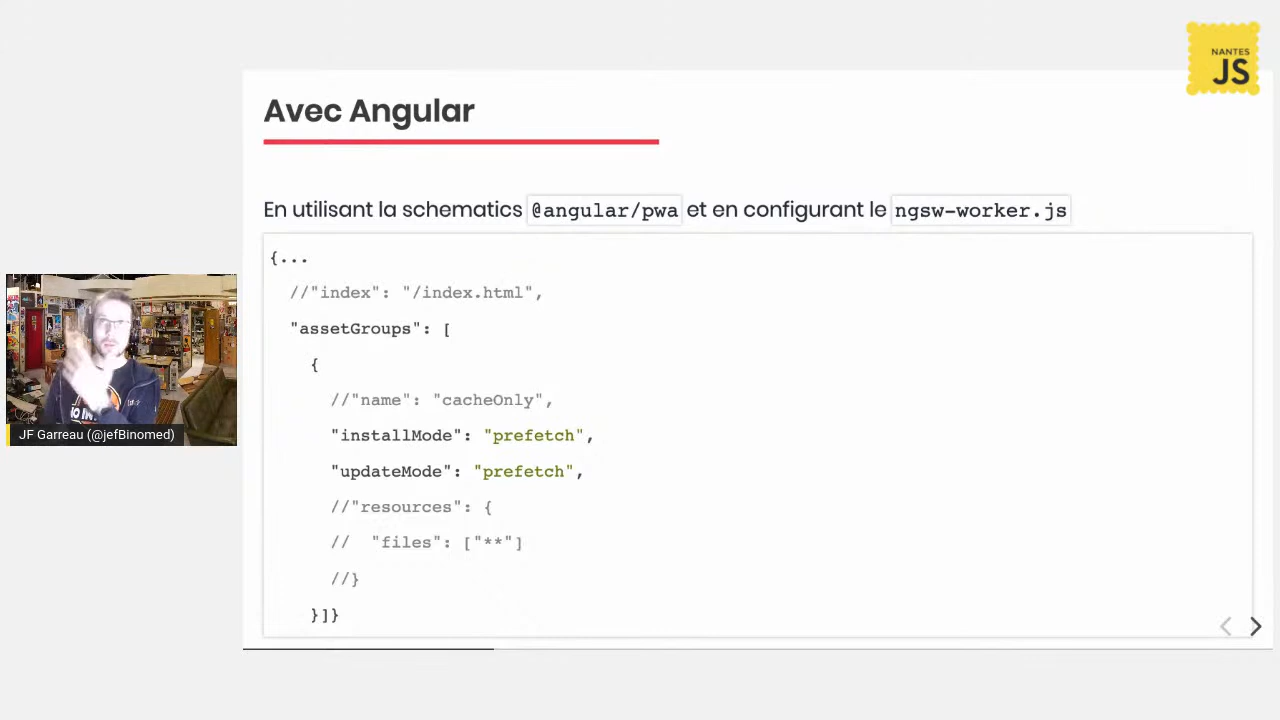 NANTES
JS
Avec Angular
En utilisant la schematics @angular/pwa et en configurant le ngsw-worker.js
{...
//"index": "/index.html",
"assetGroups": [
{
//"name": "cacheOnly",
"installMode": "prefetch",
"updateMode": "prefetch",
//"resources": {
// "files": ["**"]
//}
}]}
JF Garreau (@jefBinomed)